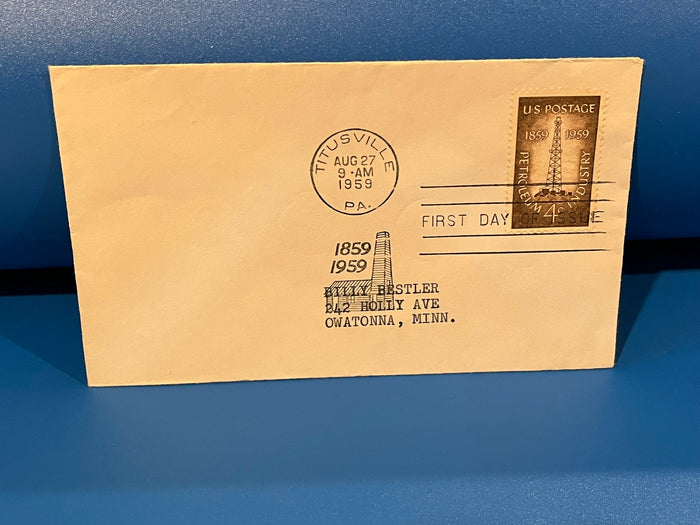 U.S. POSTAGE
1859 1959
PETROLEUM INDUSTRY
4¢
TITUSVILLE
AUG 27
9 - AM
1959
PA.
FIRST DAY OF ISSUE
1859
1959
BILLY BESTLER
242 HOLLY AVE
OWATONNA, MINN.